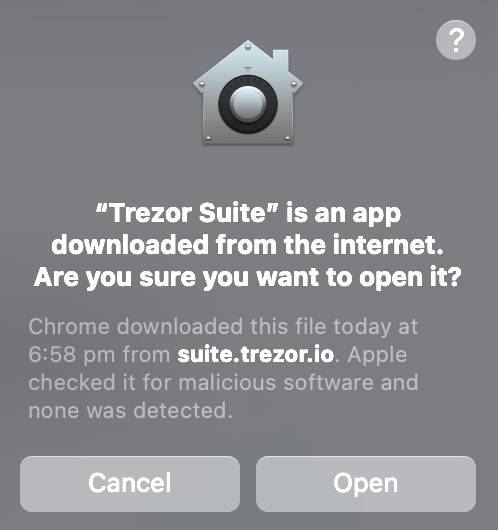 ?
“Trezor Suite” is an app
downloaded from the internet.
Are you sure you want to open it?
Chrome downloaded this file today at
6:58 pm from suite.trezor.io. Apple
checked it for malicious software and
none was detected.
Cancel
Open